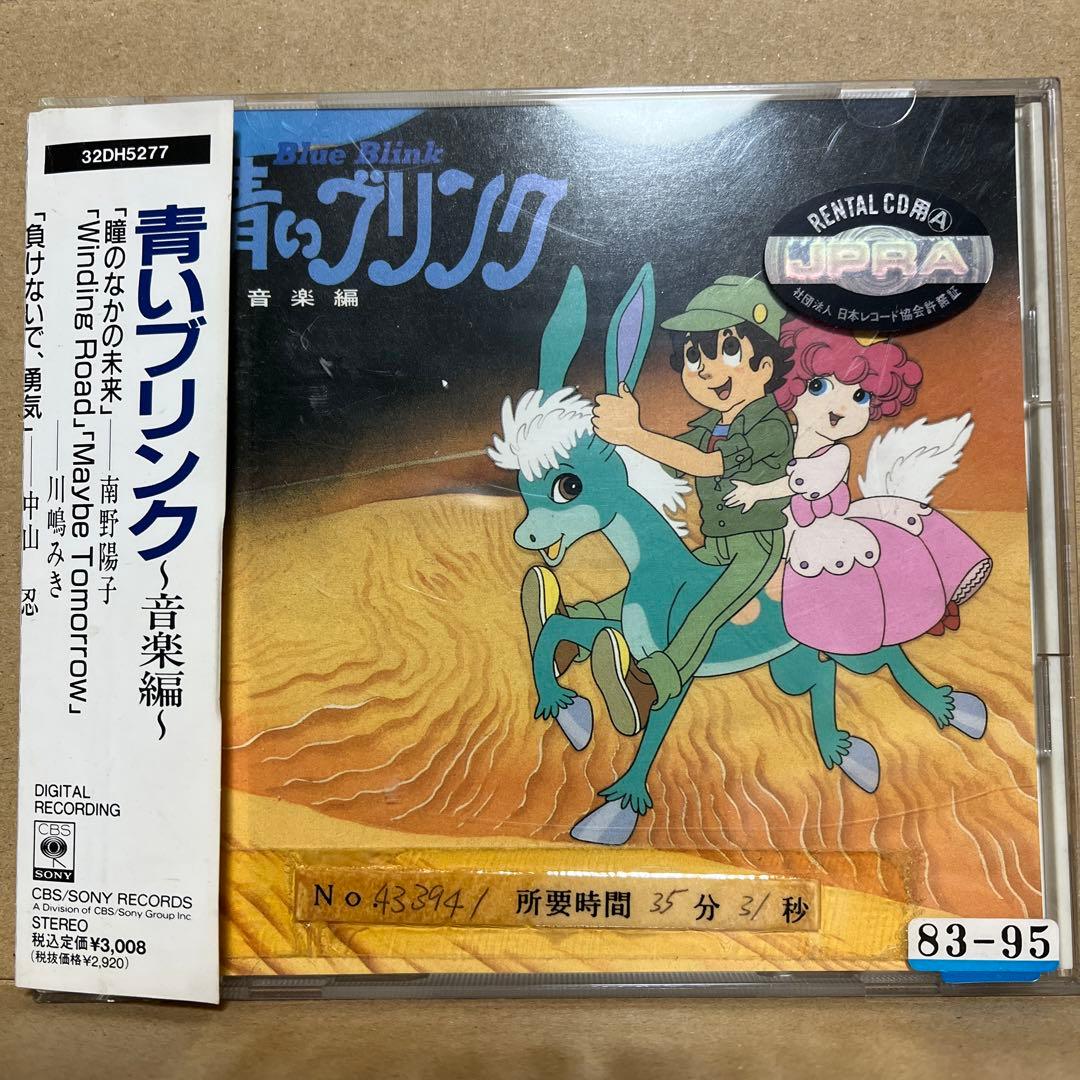 32DH5277
青いブリンク〜音楽編〜
「瞳のなかの未来」——南野陽子
「Winding Road」「Maybe Tomorrow」
——川嶋みき
「負けないで、勇気」——中山 忍
DIGITAL
RECORDING
CBS
SONY
CBS/SONY RECORDS
A Division of CBS/Sony Group Inc
STEREO
税込定価¥3,008
(税抜価格¥2,920)
Blue Blink
青いブリンク
音楽編
RENTAL CD用Ⓐ
JPRA
社団法人 日本レコード協会許諾証
No 433941 所要時間 35分 31秒
83-95